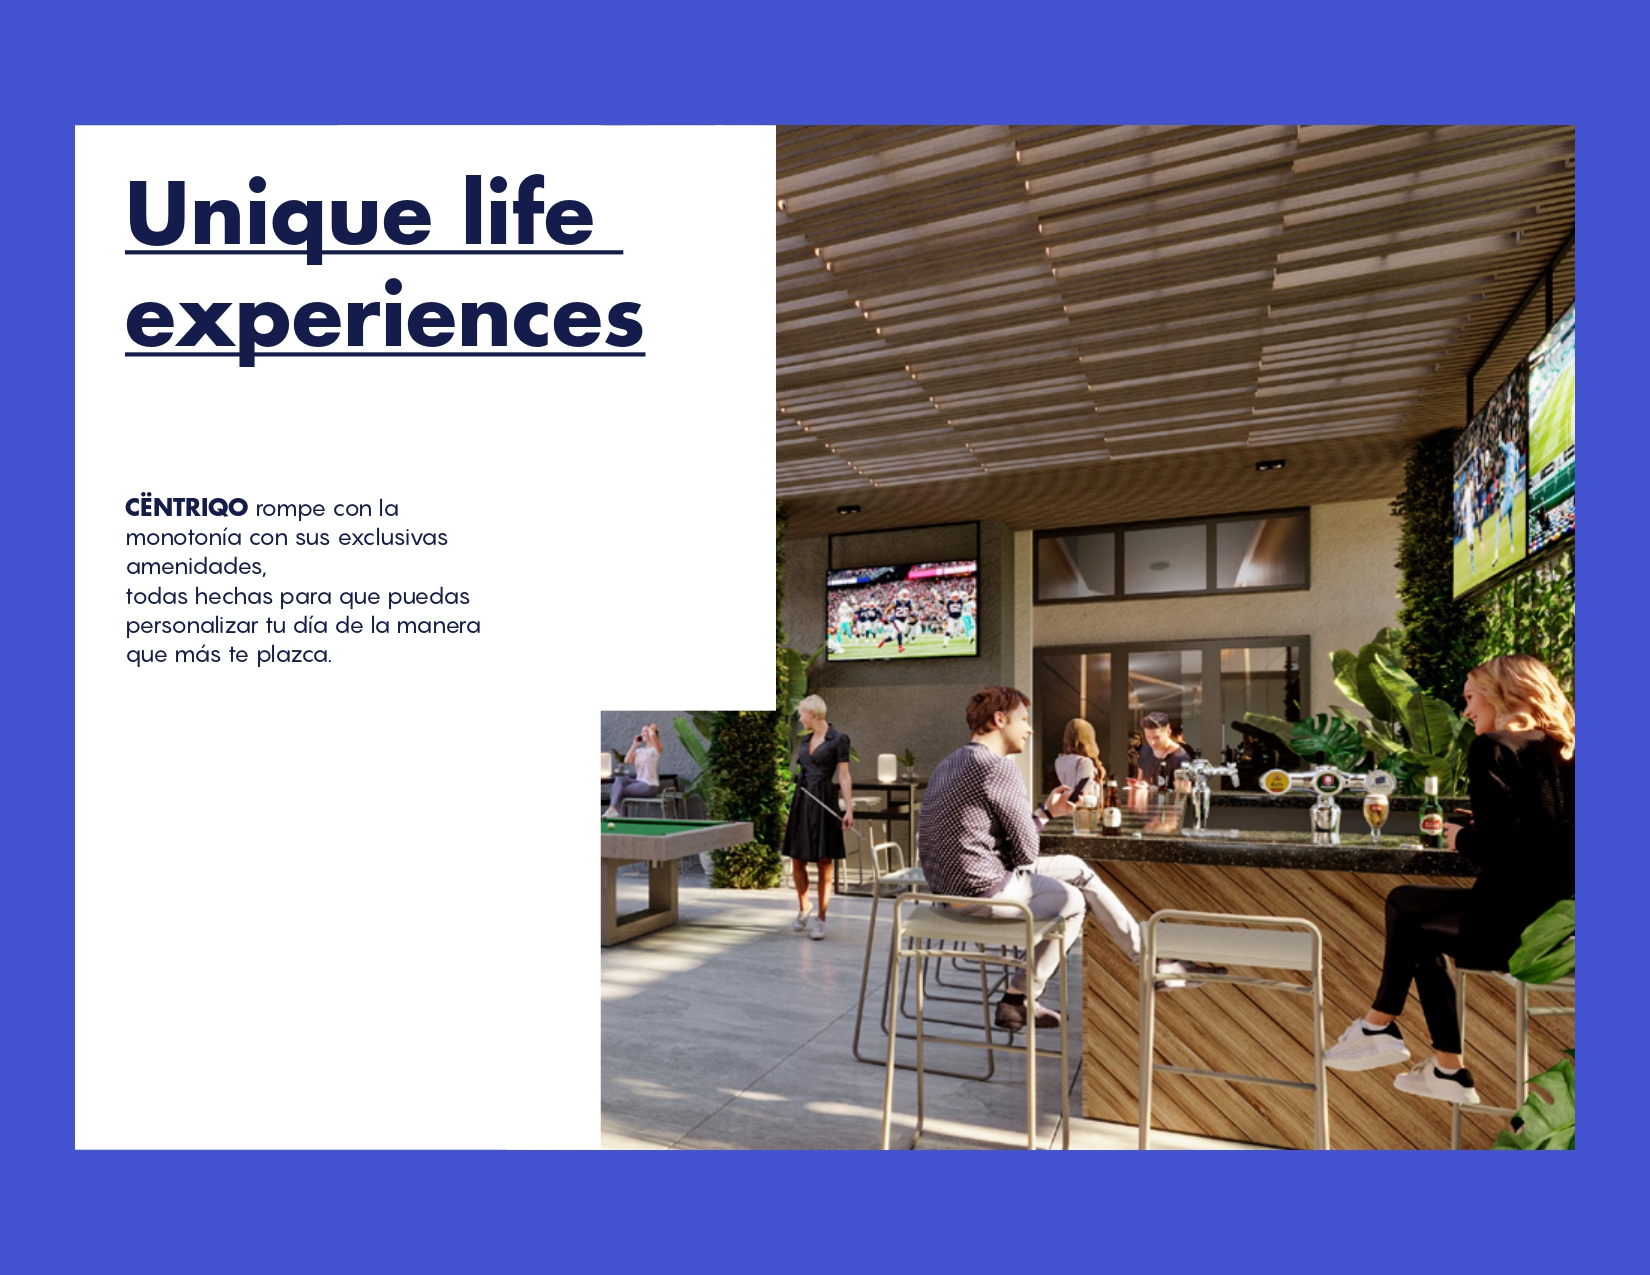 Unique life
experiences
CËNTRIQO rompe con la
monotonía con sus exclusivas
amenidades,
todas hechas para que puedas
personalizar tu día de la manera
que más te plazca.